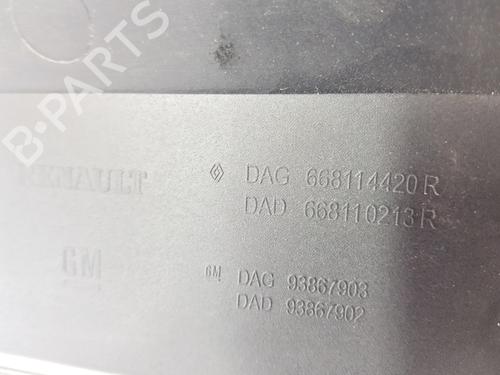 B-PARTS
RENAULT
DAG 668114420R
DAD 668110213R
GM
GM
DAG 93867903
DAD 93867902